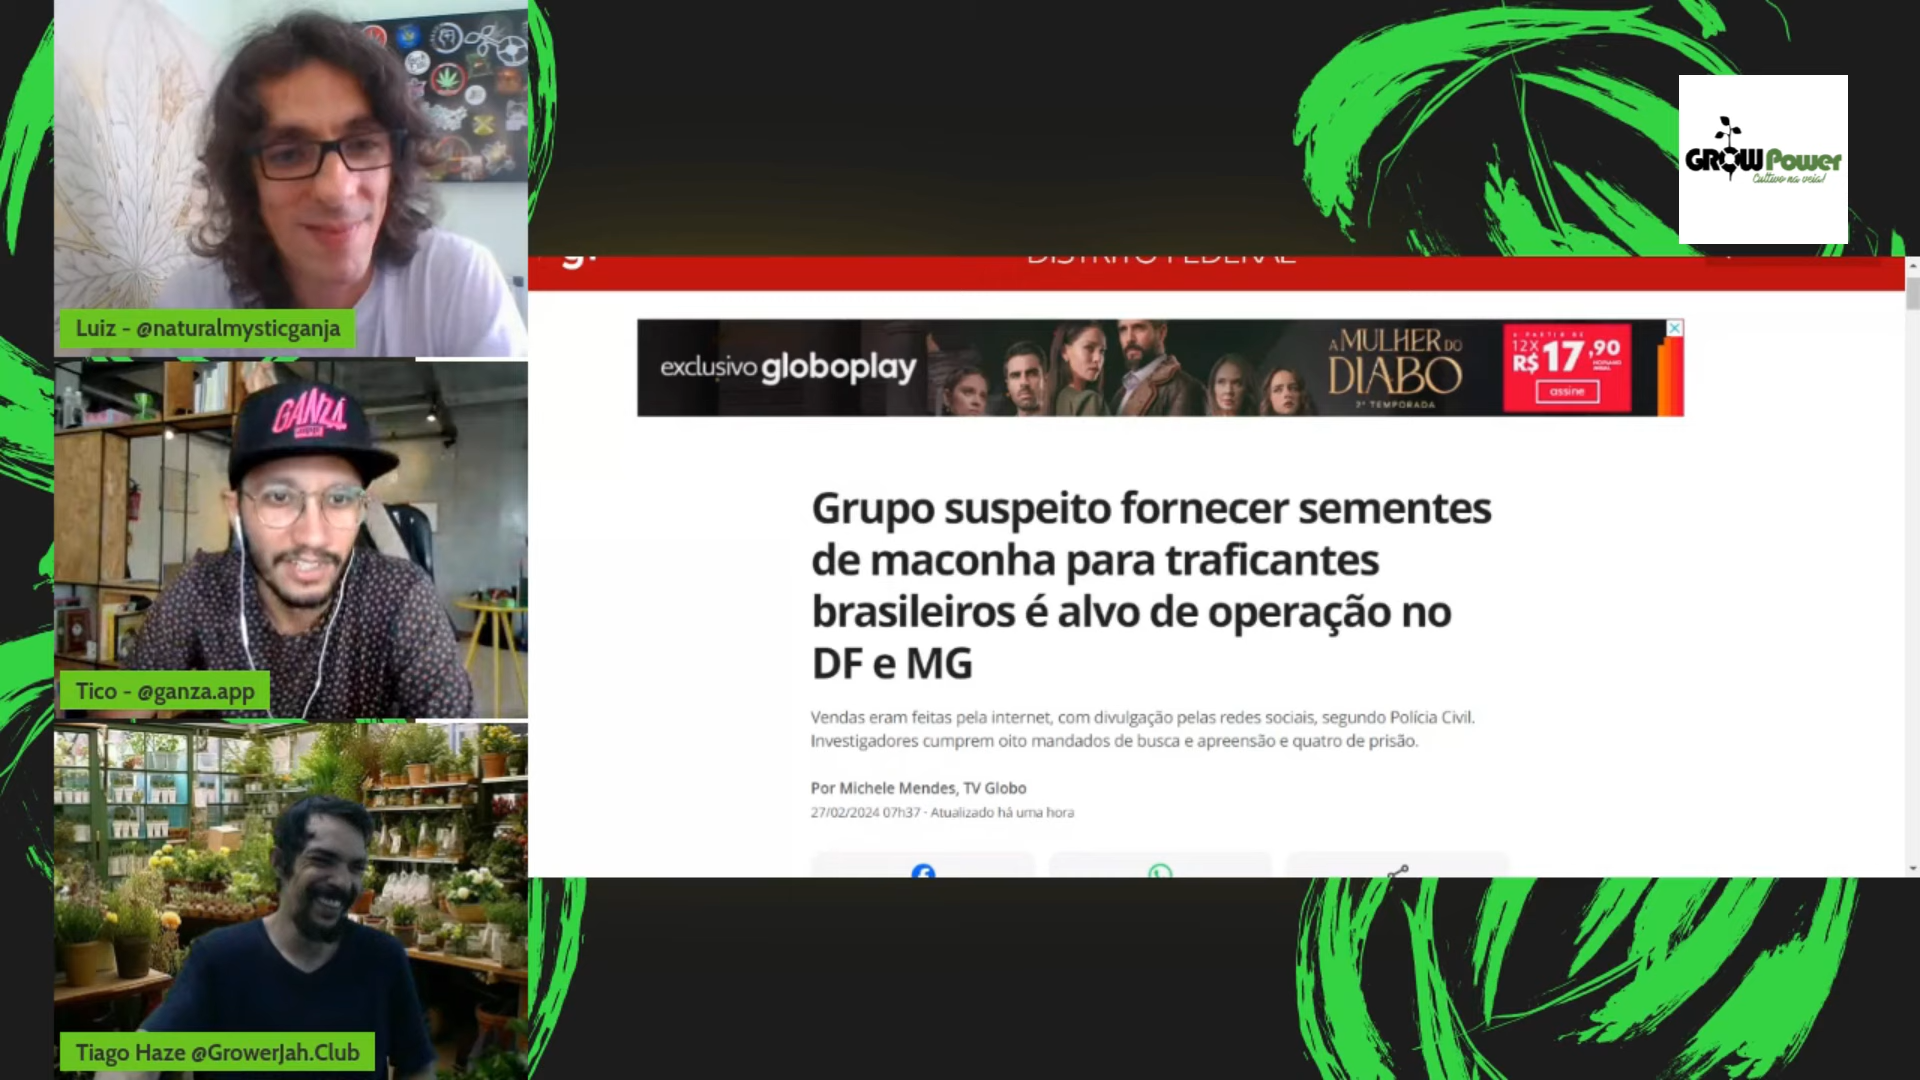 Luiz - @naturalmysticganja
GANZÁ
Tico - @ganza.app
Tiago Haze @GrowerJah.Club
GROW Power
Cultivo na veia!
DISTRITO FEDERAL
exclusivo globoplay
A MULHER DO
DIABO
2ª TEMPORADA
A PARTIR DE
12X
R$ 17,90
assine
Grupo suspeito fornecer sementes
de maconha para traficantes
brasileiros é alvo de operação no
DF e MG
Vendas eram feitas pela internet, com divulgação pelas redes sociais, segundo Polícia Civil.
Investigadores cumprem oito mandados de busca e apreensão e quatro de prisão.
Por Michele Mendes, TV Globo
27/02/2024 07h37 · Atualizado há uma hora